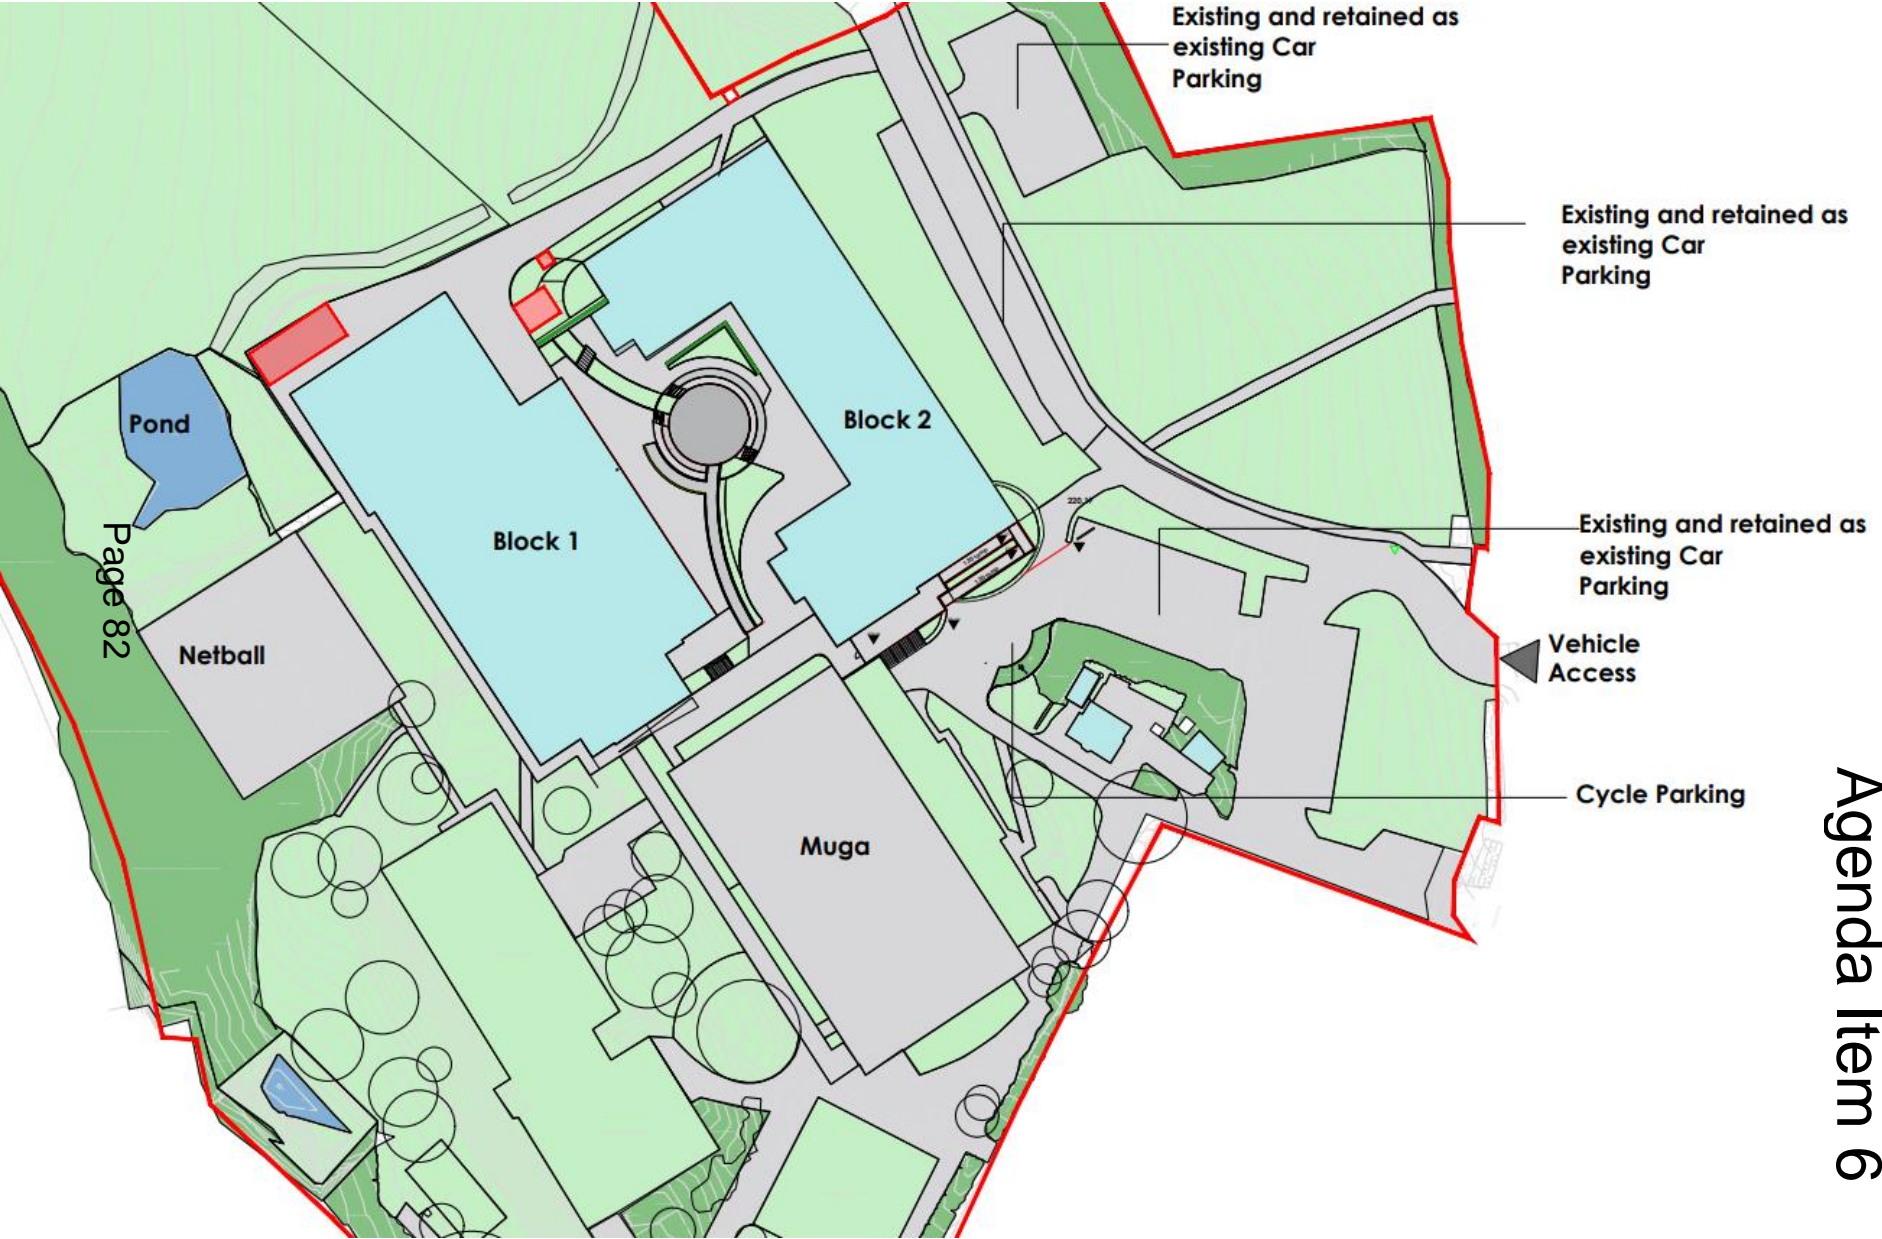 Existing and retained as
existing Car
Parking
Existing and retained as
existing Car
Parking
Pond
Block 2
Block 1
Existing and retained as
existing Car
Parking
Page 82
Netball
Vehicle
Access
Cycle Parking
Muga
Agenda Item 6